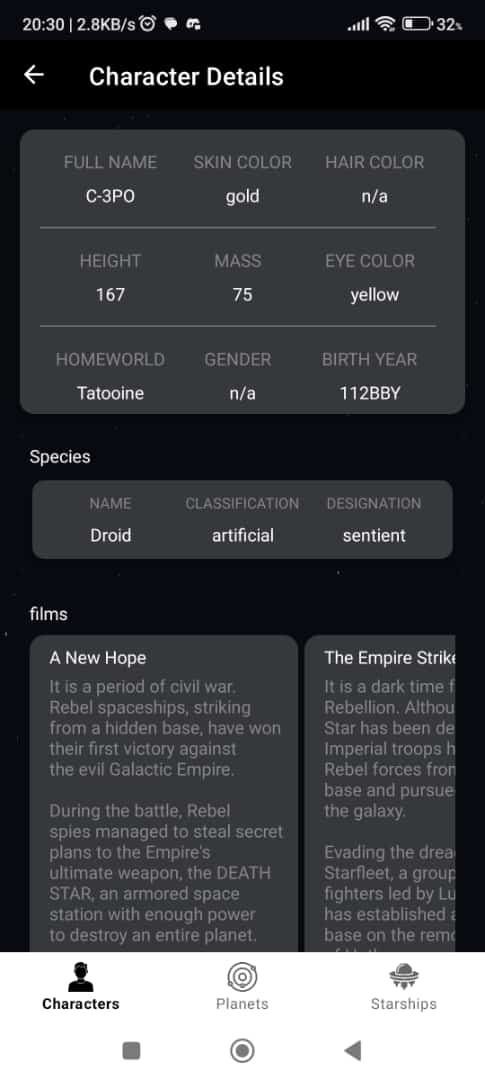 20:30 | 2.8KB/s 32%
Character Details
FULL NAME SKIN COLOR HAIR COLOR
C-3PO gold n/a
HEIGHT MASS EYE COLOR
167 75 yellow
HOMEWORLD GENDER BIRTH YEAR
Tatooine n/a 112BBY
Species
NAME CLASSIFICATION DESIGNATION
Droid artificial sentient
films
A New Hope
It is a period of civil war.
Rebel spaceships, striking
from a hidden base, have won
their first victory against
the evil Galactic Empire.
During the battle, Rebel
spies managed to steal secret
plans to the Empire's
ultimate weapon, the DEATH
STAR, an armored space
station with enough power
to destroy an entire planet.
The Empire Strike
It is a dark time f
Rebellion. Althou
Star has been de
Imperial troops h
Rebel forces fron
base and pursue
the galaxy.
Evading the drea
Starfleet, a group
fighters led by Lu
has established a
base on the remo
Characters Planets Starships